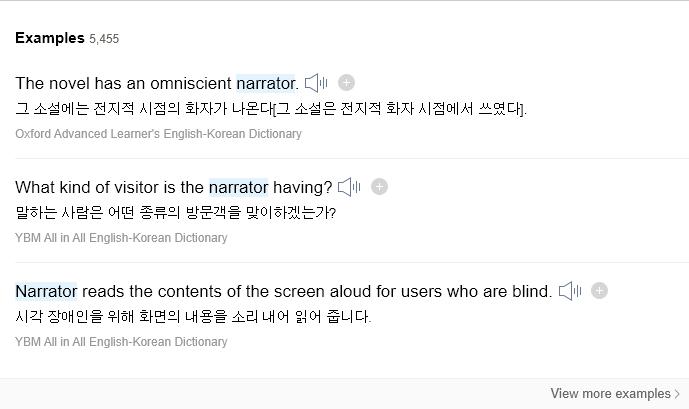 Examples 5,455
The novel has an omniscient narrator.
그 소설에는 전지적 시점의 화자가 나온다[그 소설은 전지적 화자 시점에서 쓰였다].
Oxford Advanced Learner's English-Korean Dictionary
What kind of visitor is the narrator having?
말하는 사람은 어떤 종류의 방문객을 맞이하겠는가?
YBM All in All English-Korean Dictionary
Narrator reads the contents of the screen aloud for users who are blind.
시각 장애인을 위해 화면의 내용을 소리 내어 읽어 줍니다.
YBM All in All English-Korean Dictionary
View more examples